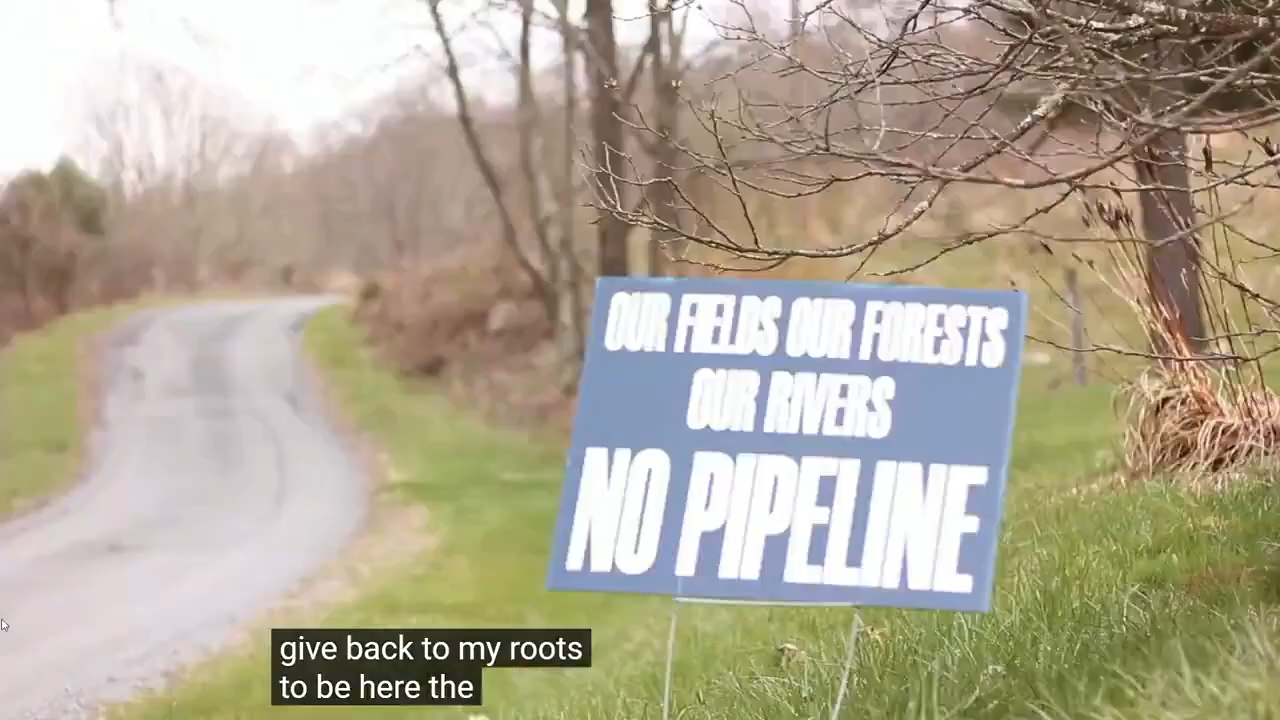 OUR FIELDS OUR FORESTS
OUR RIVERS
NO PIPELINE
give back to my roots
to be here the